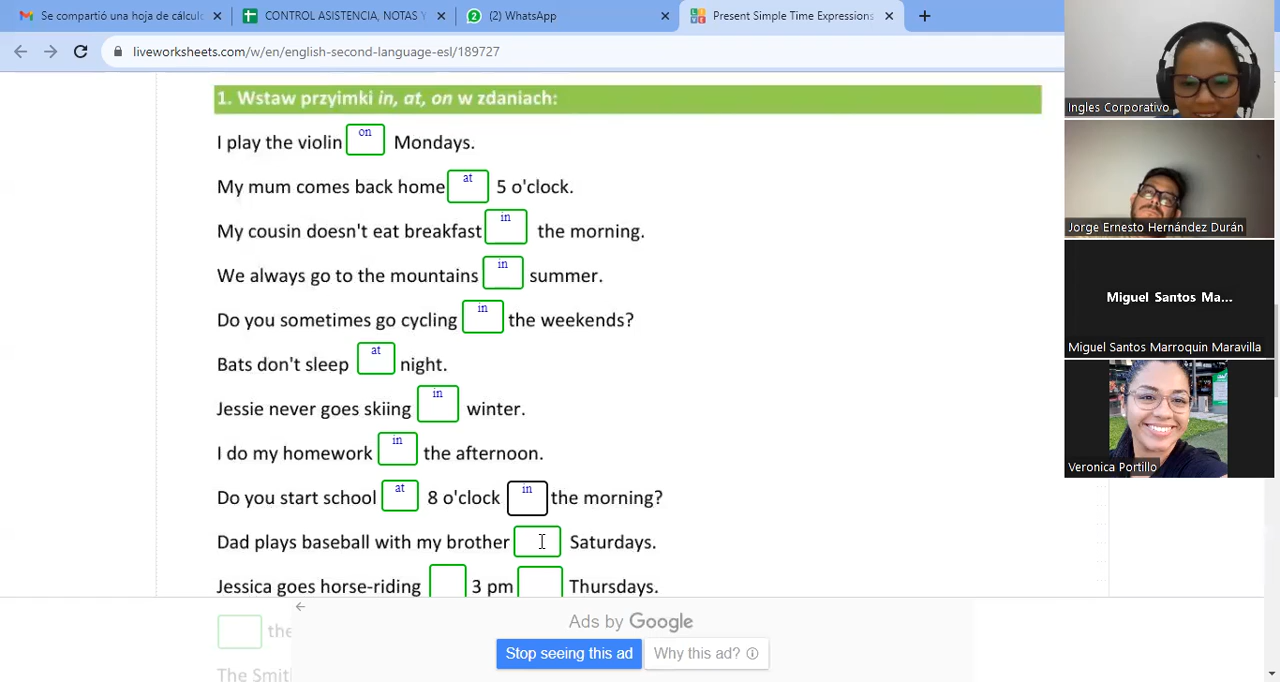 Se compartió una hoja de cálcul
CONTROL ASISTENCIA, NOTAS Y
(2) WhatsApp
Present Simple Time Expressions
liveworksheets.com/w/en/english-second-language-esl/189727
1. Wstaw przyimki in, at, on w zdaniach:
I play the violin on Mondays.
My mum comes back home at 5 o'clock.
My cousin doesn't eat breakfast in the morning.
We always go to the mountains in summer.
Do you sometimes go cycling in the weekends?
Bats don't sleep at night.
Jessie never goes skiing in winter.
I do my homework in the afternoon.
Do you start school at 8 o'clock in the morning?
Dad plays baseball with my brother Saturdays.
Jessica goes horse-riding 3 pm Thursdays.
the
The Smit
Ads by Google
Stop seeing this ad
Why this ad?
Ingles Corporativo
Jorge Ernesto Hernández Durán
Miguel Santos Ma...
Miguel Santos Marroquin Maravilla
Veronica Portillo